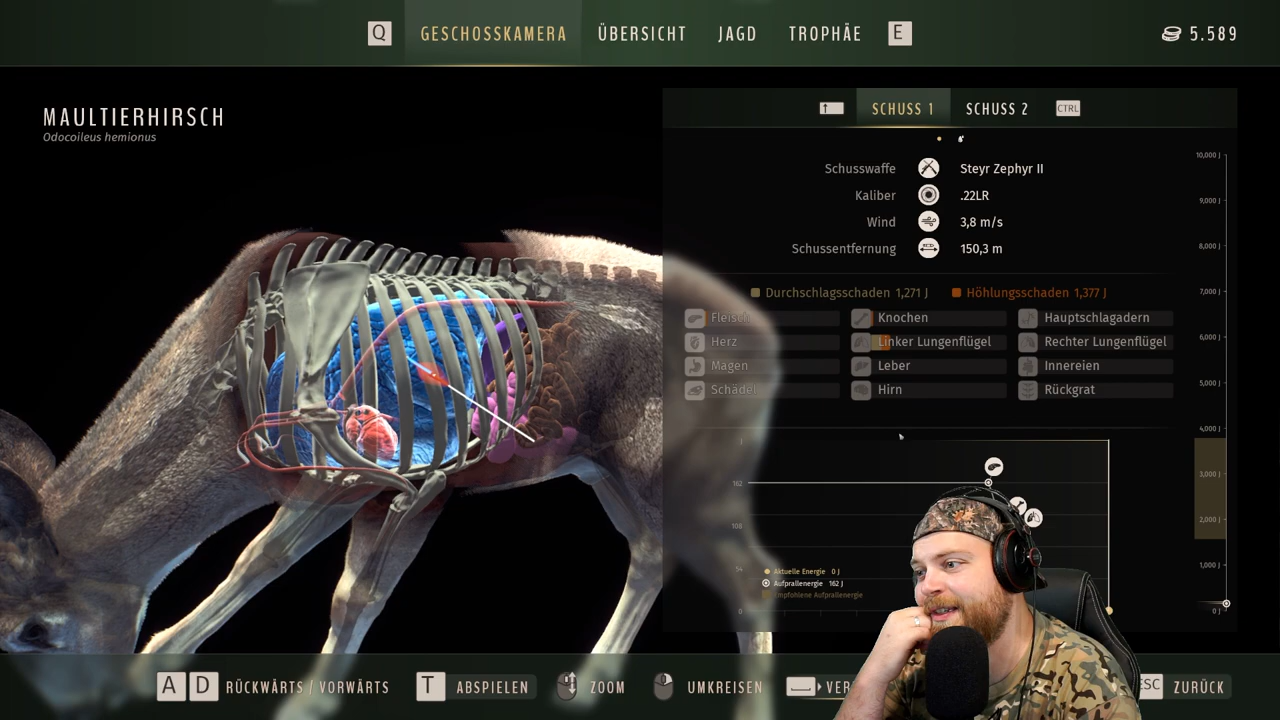 Q GESCHOSSKAMERA ÜBERSICHT JAGD TROPHÄE E 5.589
MAULTIERHIRSCH
Odocoileus hemionus
SCHUSS 1 SCHUSS 2 CTRL
Schusswaffe Steyr Zephyr II
Kaliber .22LR
Wind 3,8 m/s
Schussentfernung 150,3 m
Durchschlagsschaden 1,271 J Höhlungsschaden 1,377 J
Fleisch Knochen Hauptschlagadern
Herz Linker Lungenflügel Rechter Lungenflügel
Magen Leber Innereien
Schädel Hirn Rückgrat
10,000 J
9,000 J
8,000 J
7,000 J
6,000 J
5,000 J
4,000 J
3,000 J
2,000 J
1,000 J
0 J
J
162
108
54
0
Aktuelle Energie 0 J
Aufprallenergie 162 J
Empfohlene Aufprallenergie
A D RÜCKWÄRTS / VORWÄRTS T ABSPIELEN ZOOM UMKREISEN VER ESC ZURÜCK